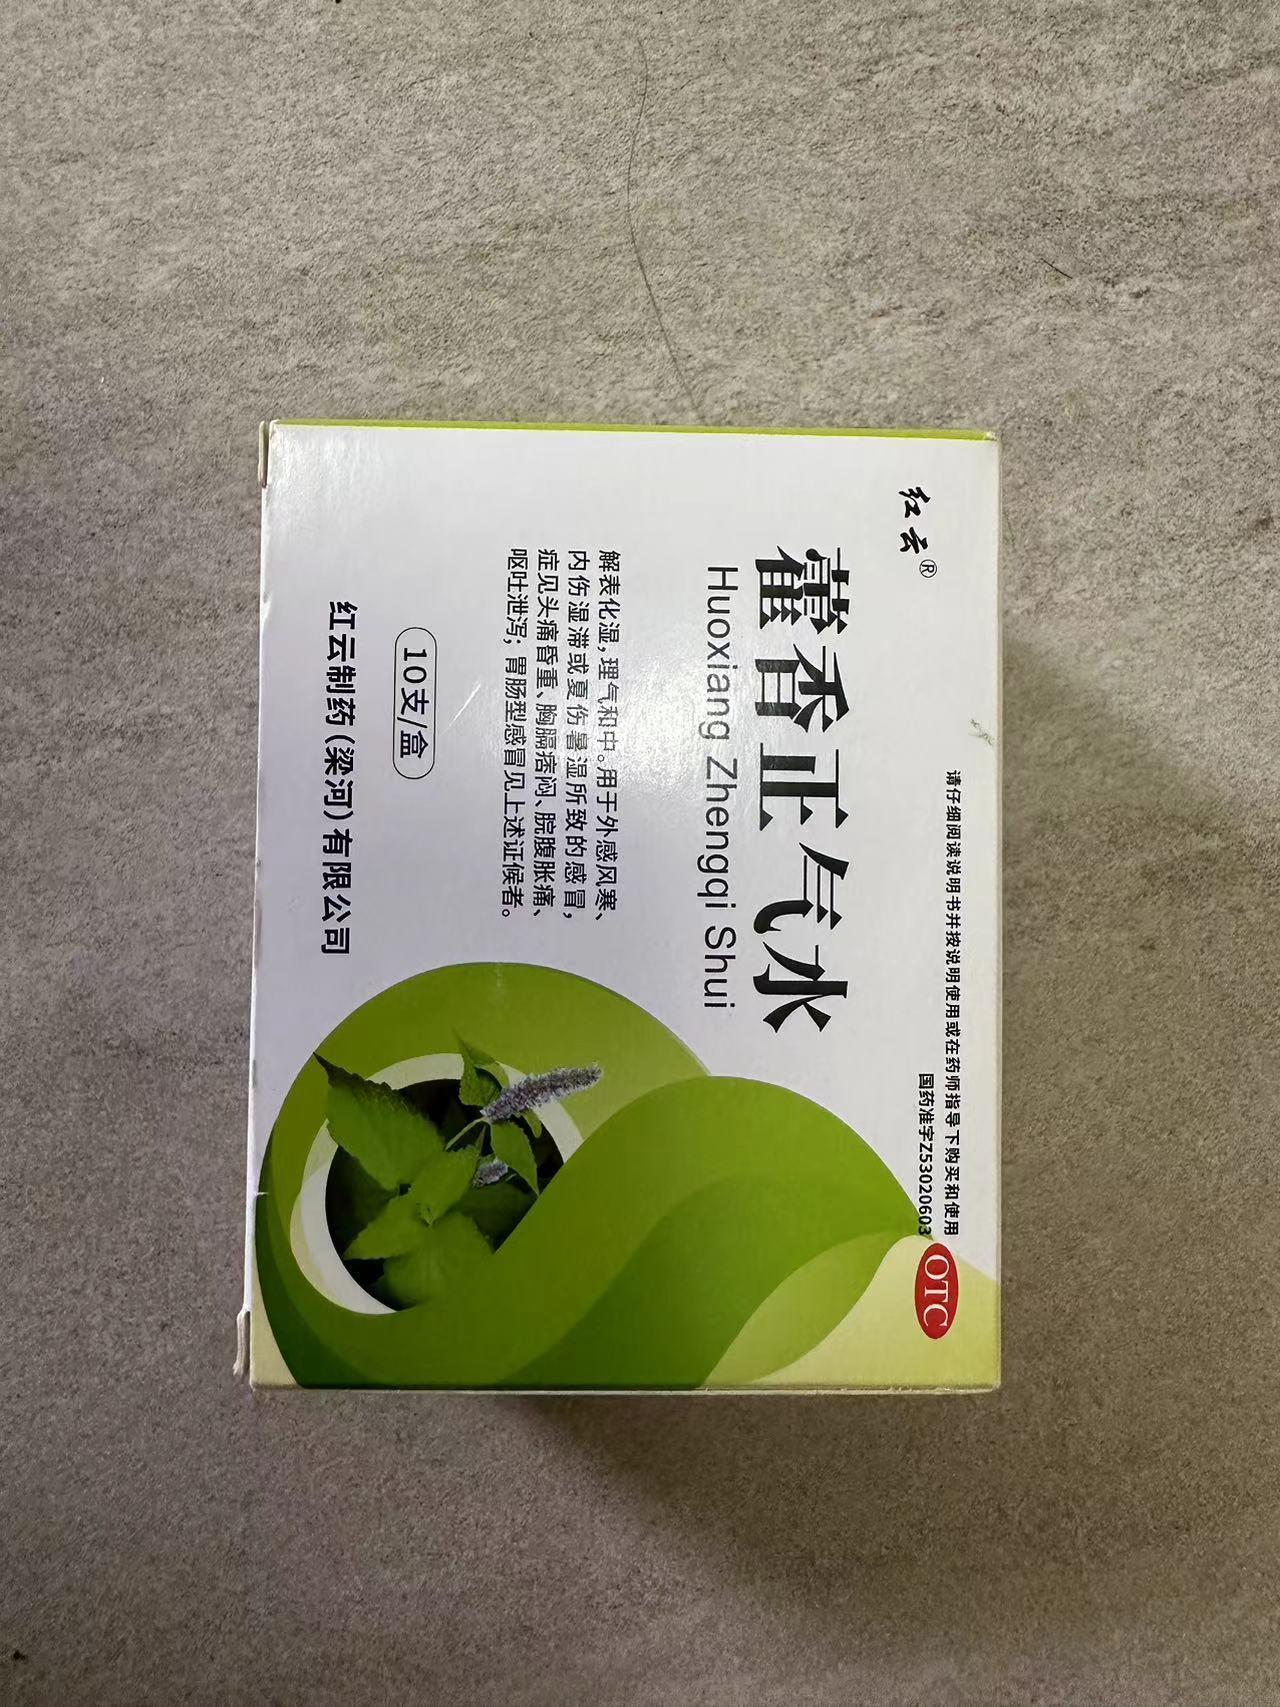 红云®
请仔细阅读说明书并按说明使用或在药师指导下购买和使用
国药准字Z53020603
OTC
藿香正气水
Huoxiang Zhengqi Shui
解表化湿，理气和中。用于外感风寒、
内伤湿滞或夏伤暑湿所致的感冒，
症见头痛昏重、胸膈痞闷、脘腹胀痛、
呕吐泄泻；胃肠型感冒见上述证候者。
10支/盒
红云制药（梁河）有限公司